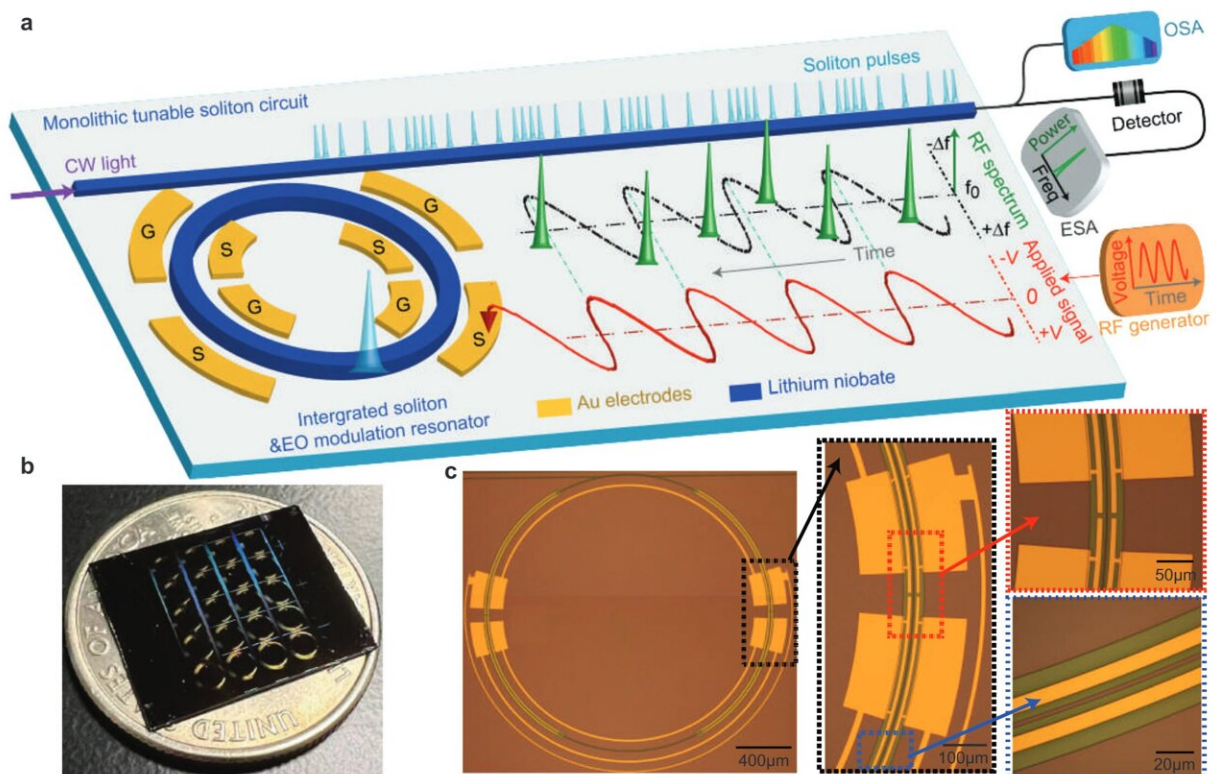 a
OSA
Soliton pulses
Monolithic tunable soliton circuit
Detector
CW light
Power
Freq
ESA
-Δf
f0
+Δf
RF spectrum
G
G
S
S
G
G
S
S
Time
-V
0
+V
Applied signal
Voltage
Time
RF generator
Au electrodes
Lithium niobate
Intergrated soliton
&EO modulation resonator
b
c
UNITED
400μm
100μm
50μm
20μm